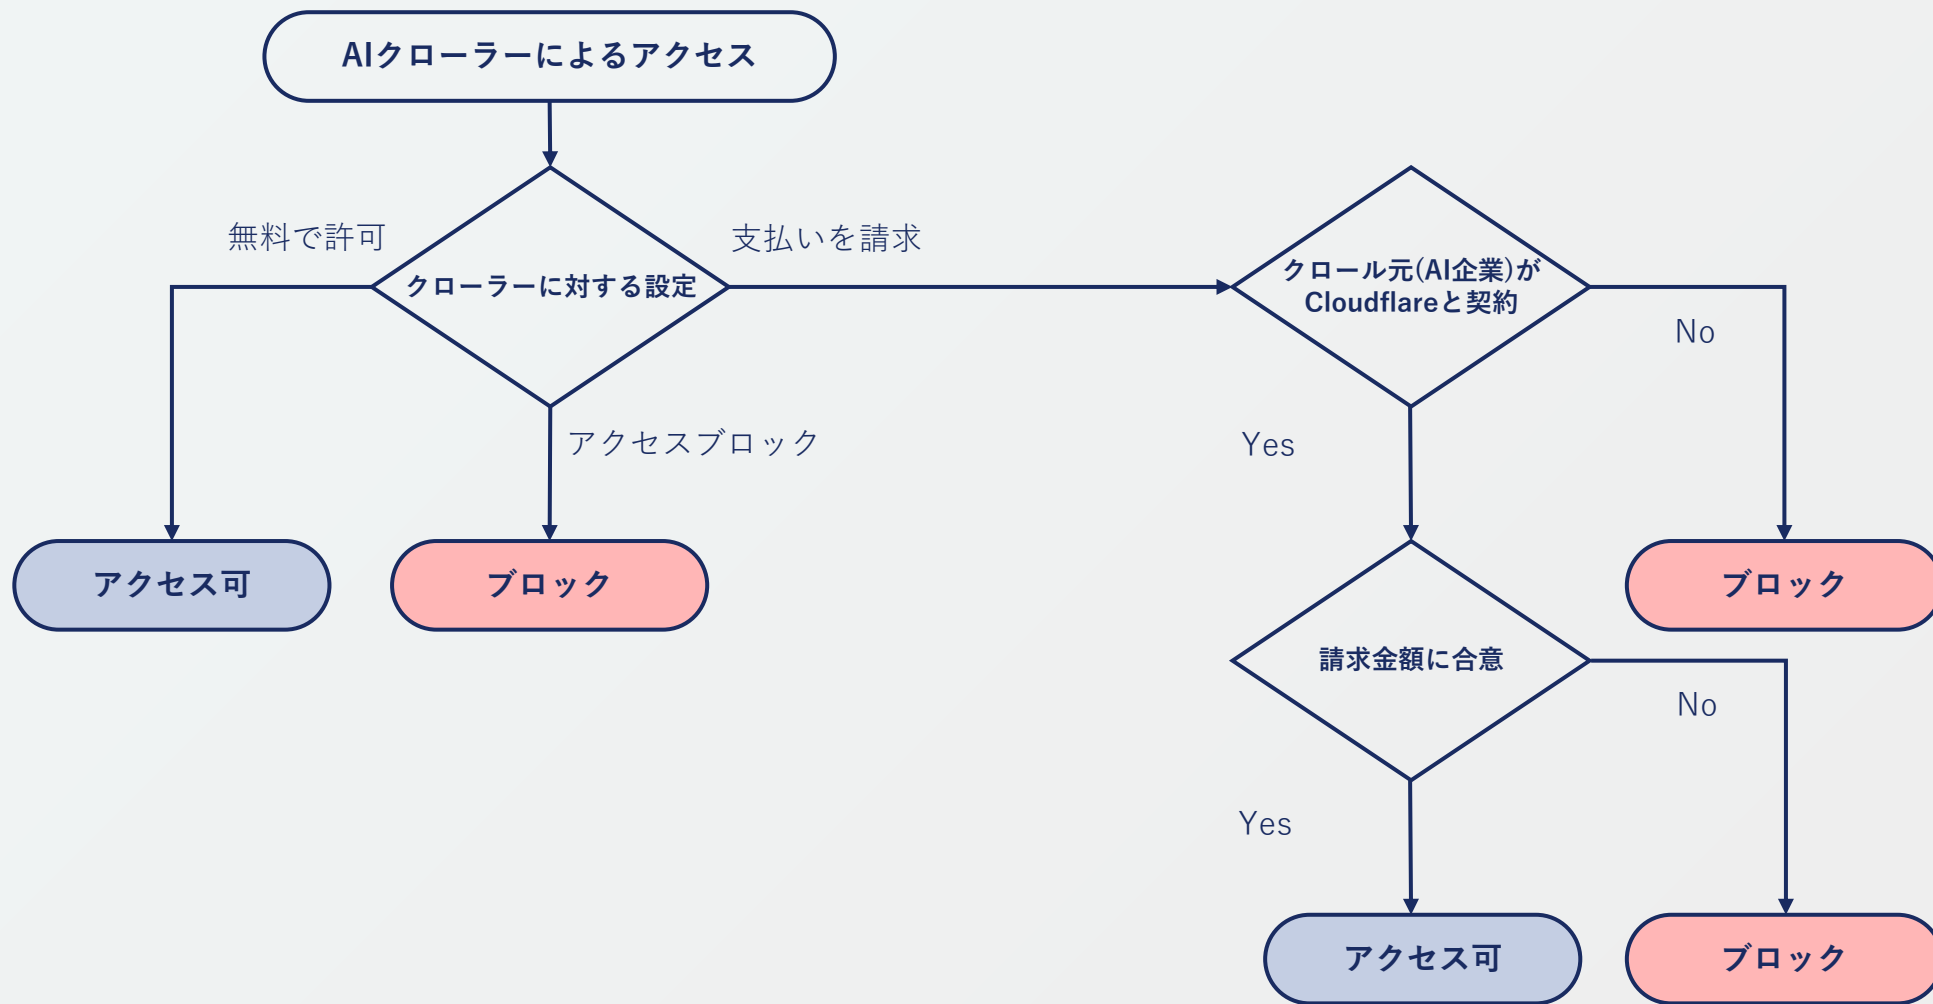 AIクローラーによるアクセス
無料で許可
支払いを請求
クローラーに対する設定
クロール元(AI企業)が
Cloudflareと契約
No
アクセスブロック
Yes
アクセス可
ブロック
ブロック
請求金額に合意
No
Yes
アクセス可
ブロック